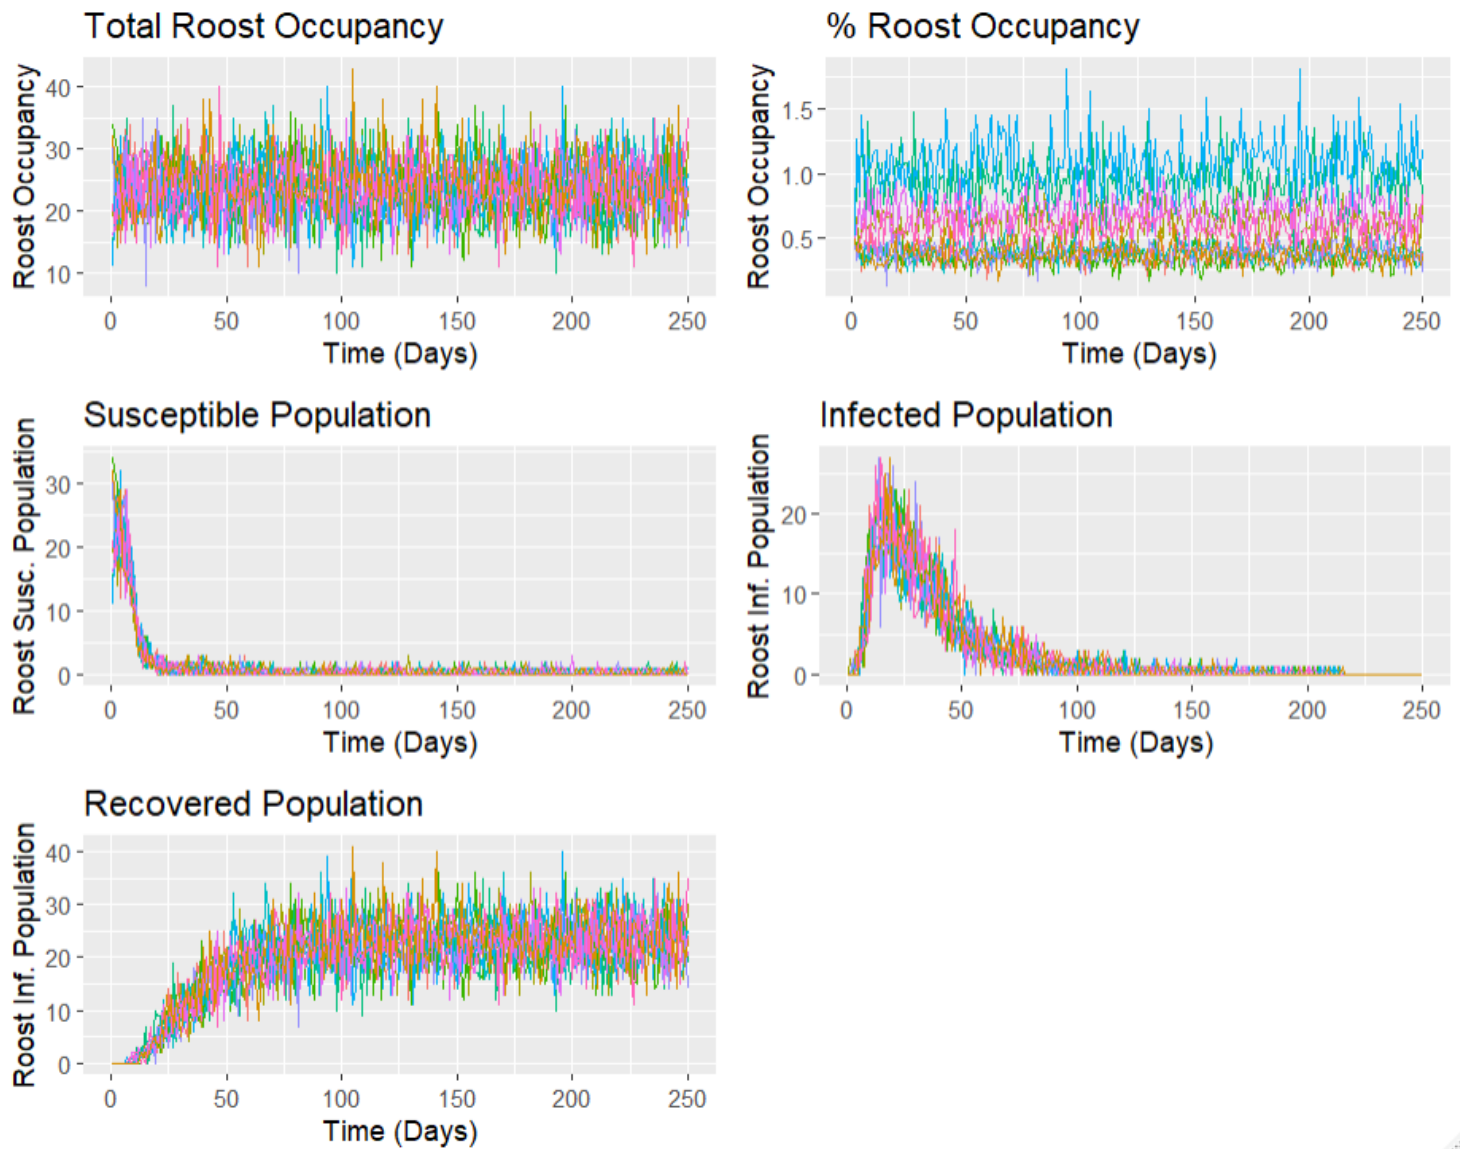 Total Roost Occupancy
Roost Occupancy
40
30
20
10
0 50 100 150 200 250
Time (Days)
% Roost Occupancy
Roost Occupancy
1.5
1.0
0.5
0 50 100 150 200 250
Time (Days)
Susceptible Population
Roost Susc. Population
30
20
10
0
0 50 100 150 200 250
Time (Days)
Infected Population
Roost Inf. Population
20
10
0
0 50 100 150 200 250
Time (Days)
Recovered Population
Roost Inf. Population
40
30
20
10
0
0 50 100 150 200 250
Time (Days)